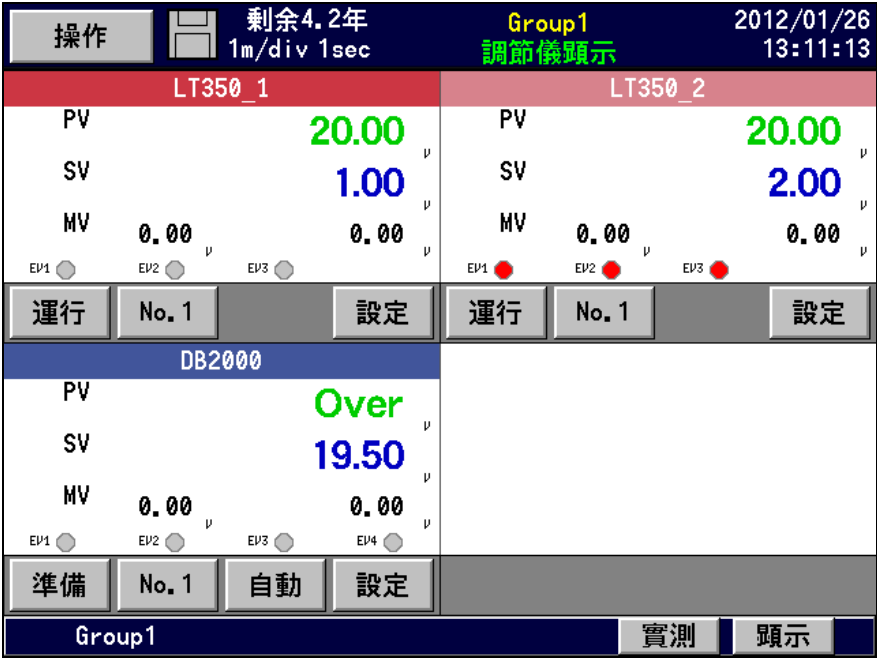 操作 剩余4.2年 Group1 2012/01/26
1m/div 1sec 調節儀顯示 13:11:13
LT350_1
PV 20.00 ν
SV 1.00 ν
MV 0.00 ν 0.00 ν
EV1 EV2 EV3
運行 No.1 設定
LT350_2
PV 20.00 ν
SV 2.00 ν
MV 0.00 ν 0.00 ν
EV1 EV2 EV3
運行 No.1 設定
DB2000
PV Over ν
SV 19.50 ν
MV 0.00 ν 0.00 ν
EV1 EV2 EV3 EV4
準備 No.1 自動 設定
Group1 實測 顯示